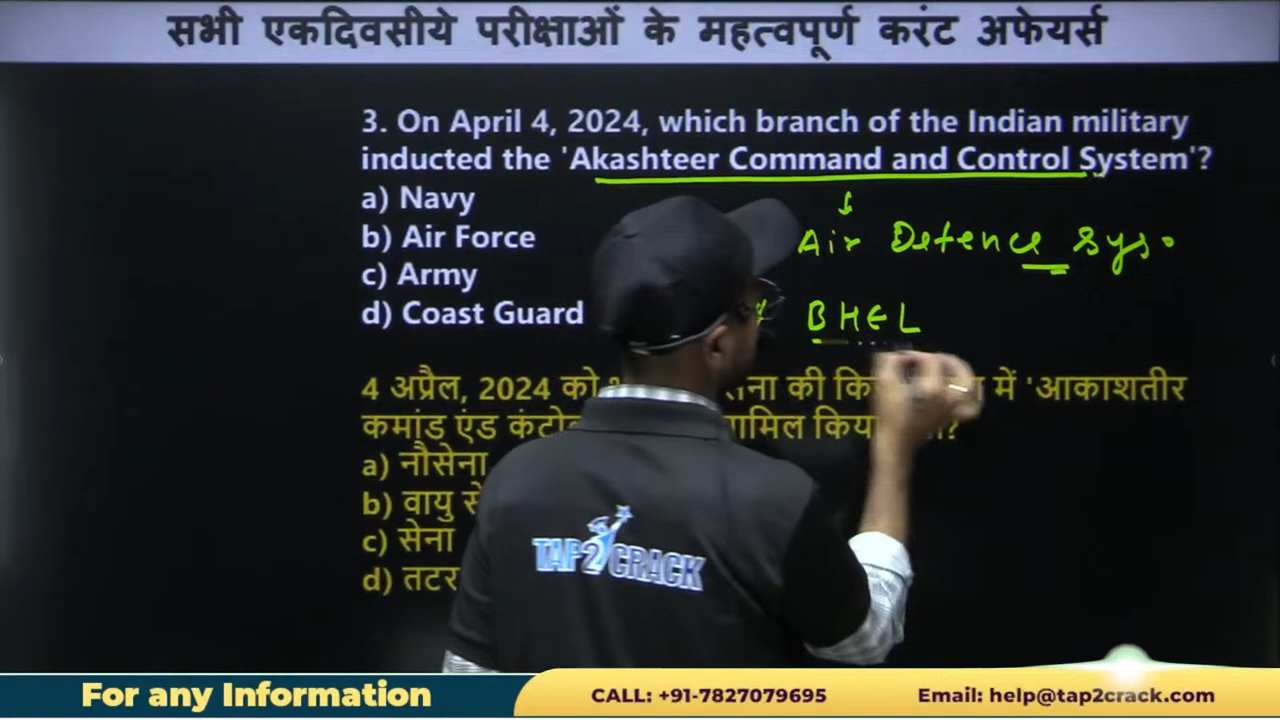 सभी एकदिवसीये परीक्षाओं के महत्वपूर्ण करंट अफेयर्स
3. On April 4, 2024, which branch of the Indian military
inducted the 'Akashteer Command and Control System'?
a) Navy
b) Air Force
c) Army
d) Coast Guard
Air Defence Sys.
BHEL
4 अप्रैल, 2024 को की में 'आकाशतीर
कमांड एंड
a) नौसेना
b) वायु
c) सेना
d)
TAP2CRACK
For any Information
CALL: +91-7827079695
Email: help@tap2crack.com